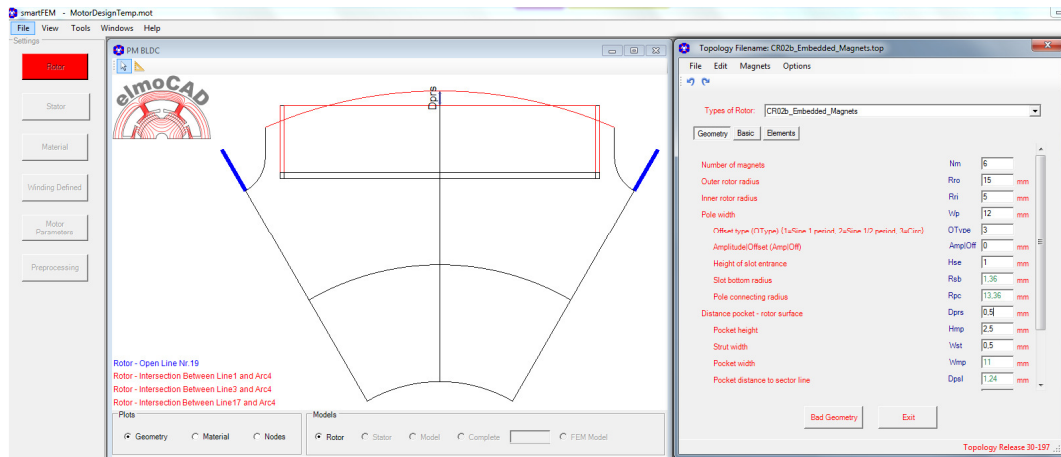 smartFEM - MotorDesignTemp.mot
File View Tools Windows Help
Settings
Rotor
Stator
Material
Winding Defined
Motor
Parameters
Preprocessing
PM BLDC
elmoCAD
Dprs
Rotor - Open Line Nr.19
Rotor - Intersection Between Line1 and Arc4
Rotor - Intersection Between Line3 and Arc4
Rotor - Intersection Between Line17 and Arc4
Plots
Geometry Material Nodes
Models
Rotor Stator Model Complete FEM Model
Topology Filename: CR02b_Embedded_Magnets.top
File Edit Magnets Options
Types of Rotor: CR02b_Embedded_Magnets
Geometry Basic Elements
Number of magnets Nm 6
Outer rotor radius Rro 15 mm
Inner rotor radius Rri 5 mm
Pole width Wp 12 mm
Offset type (OType) (1=Sine 1 period, 2=Sine 1/2 period, 3=Circ) OType 3
Amplitude|Offset (Amp|Off) Amp|Off 0 mm
Height of slot entrance Hse 1 mm
Slot bottom radius Rsb 1,36 mm
Pole connecting radius Rpc 13,36 mm
Distance pocket - rotor surface Dprs 0,5 mm
Pocket height Hmp 2,5 mm
Strut width Wst 0,5 mm
Pocket width Wmp 11 mm
Pocket distance to sector line Dpsl 1,24 mm
Bad Geometry Exit
Topology Release 30-197